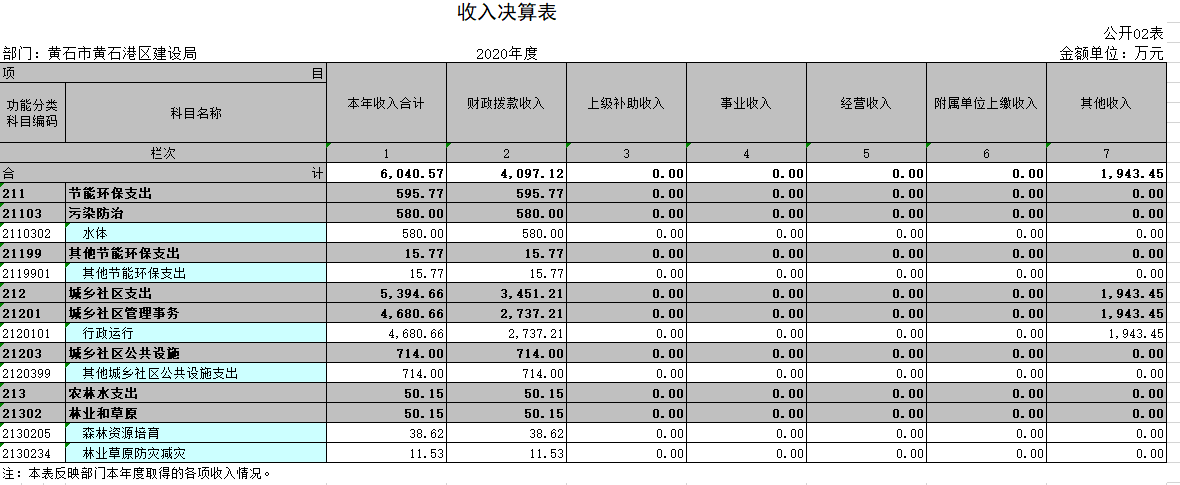 收入决算表
公开02表
部门：黄石市黄石港区建设局 2020年度 金额单位：万元
项 目 本年收入合计 财政拨款收入 上级补助收入 事业收入 经营收入 附属单位上缴收入 其他收入
功能分类科目编码 科目名称
栏次 1 2 3 4 5 6 7
合 计 6,040.57 4,097.12 0.00 0.00 0.00 0.00 1,943.45
211 节能环保支出 595.77 595.77 0.00 0.00 0.00 0.00 0.00
21103 污染防治 580.00 580.00 0.00 0.00 0.00 0.00 0.00
2110302 水体 580.00 580.00 0.00 0.00 0.00 0.00 0.00
21199 其他节能环保支出 15.77 15.77 0.00 0.00 0.00 0.00 0.00
2119901 其他节能环保支出 15.77 15.77 0.00 0.00 0.00 0.00 0.00
212 城乡社区支出 5,394.66 3,451.21 0.00 0.00 0.00 0.00 1,943.45
21201 城乡社区管理事务 4,680.66 2,737.21 0.00 0.00 0.00 0.00 1,943.45
2120101 行政运行 4,680.66 2,737.21 0.00 0.00 0.00 0.00 1,943.45
21203 城乡社区公共设施 714.00 714.00 0.00 0.00 0.00 0.00 0.00
2120399 其他城乡社区公共设施支出 714.00 714.00 0.00 0.00 0.00 0.00 0.00
213 农林水支出 50.15 50.15 0.00 0.00 0.00 0.00 0.00
21302 林业和草原 50.15 50.15 0.00 0.00 0.00 0.00 0.00
2130205 森林资源培育 38.62 38.62 0.00 0.00 0.00 0.00 0.00
2130234 林业草原防灾减灾 11.53 11.53 0.00 0.00 0.00 0.00 0.00
注：本表反映部门本年度取得的各项收入情况。